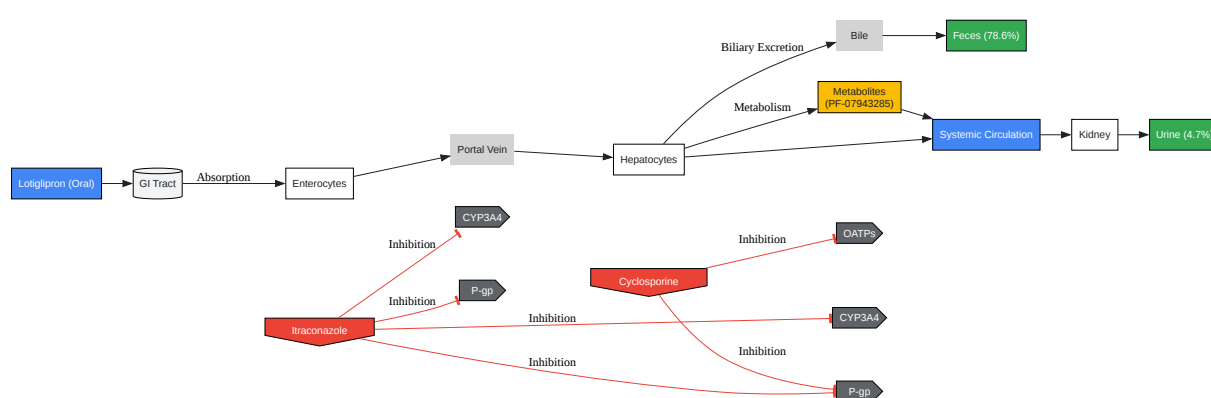 Bile
Feces (78.6%)
Biliary Excretion
Metabolites
(PF-07943285)
Metabolism
Systemic Circulation
Kidney
Urine (4.7%)
Portal Vein
Hepatocytes
Lotiglipron (Oral)
GI Tract
Absorption
Enterocytes
CYP3A4
Inhibition
OATPs
Inhibition
Cyclosporine
P-gp
Inhibition
Itraconazole
Inhibition
CYP3A4
Inhibition
Inhibition
P-gp